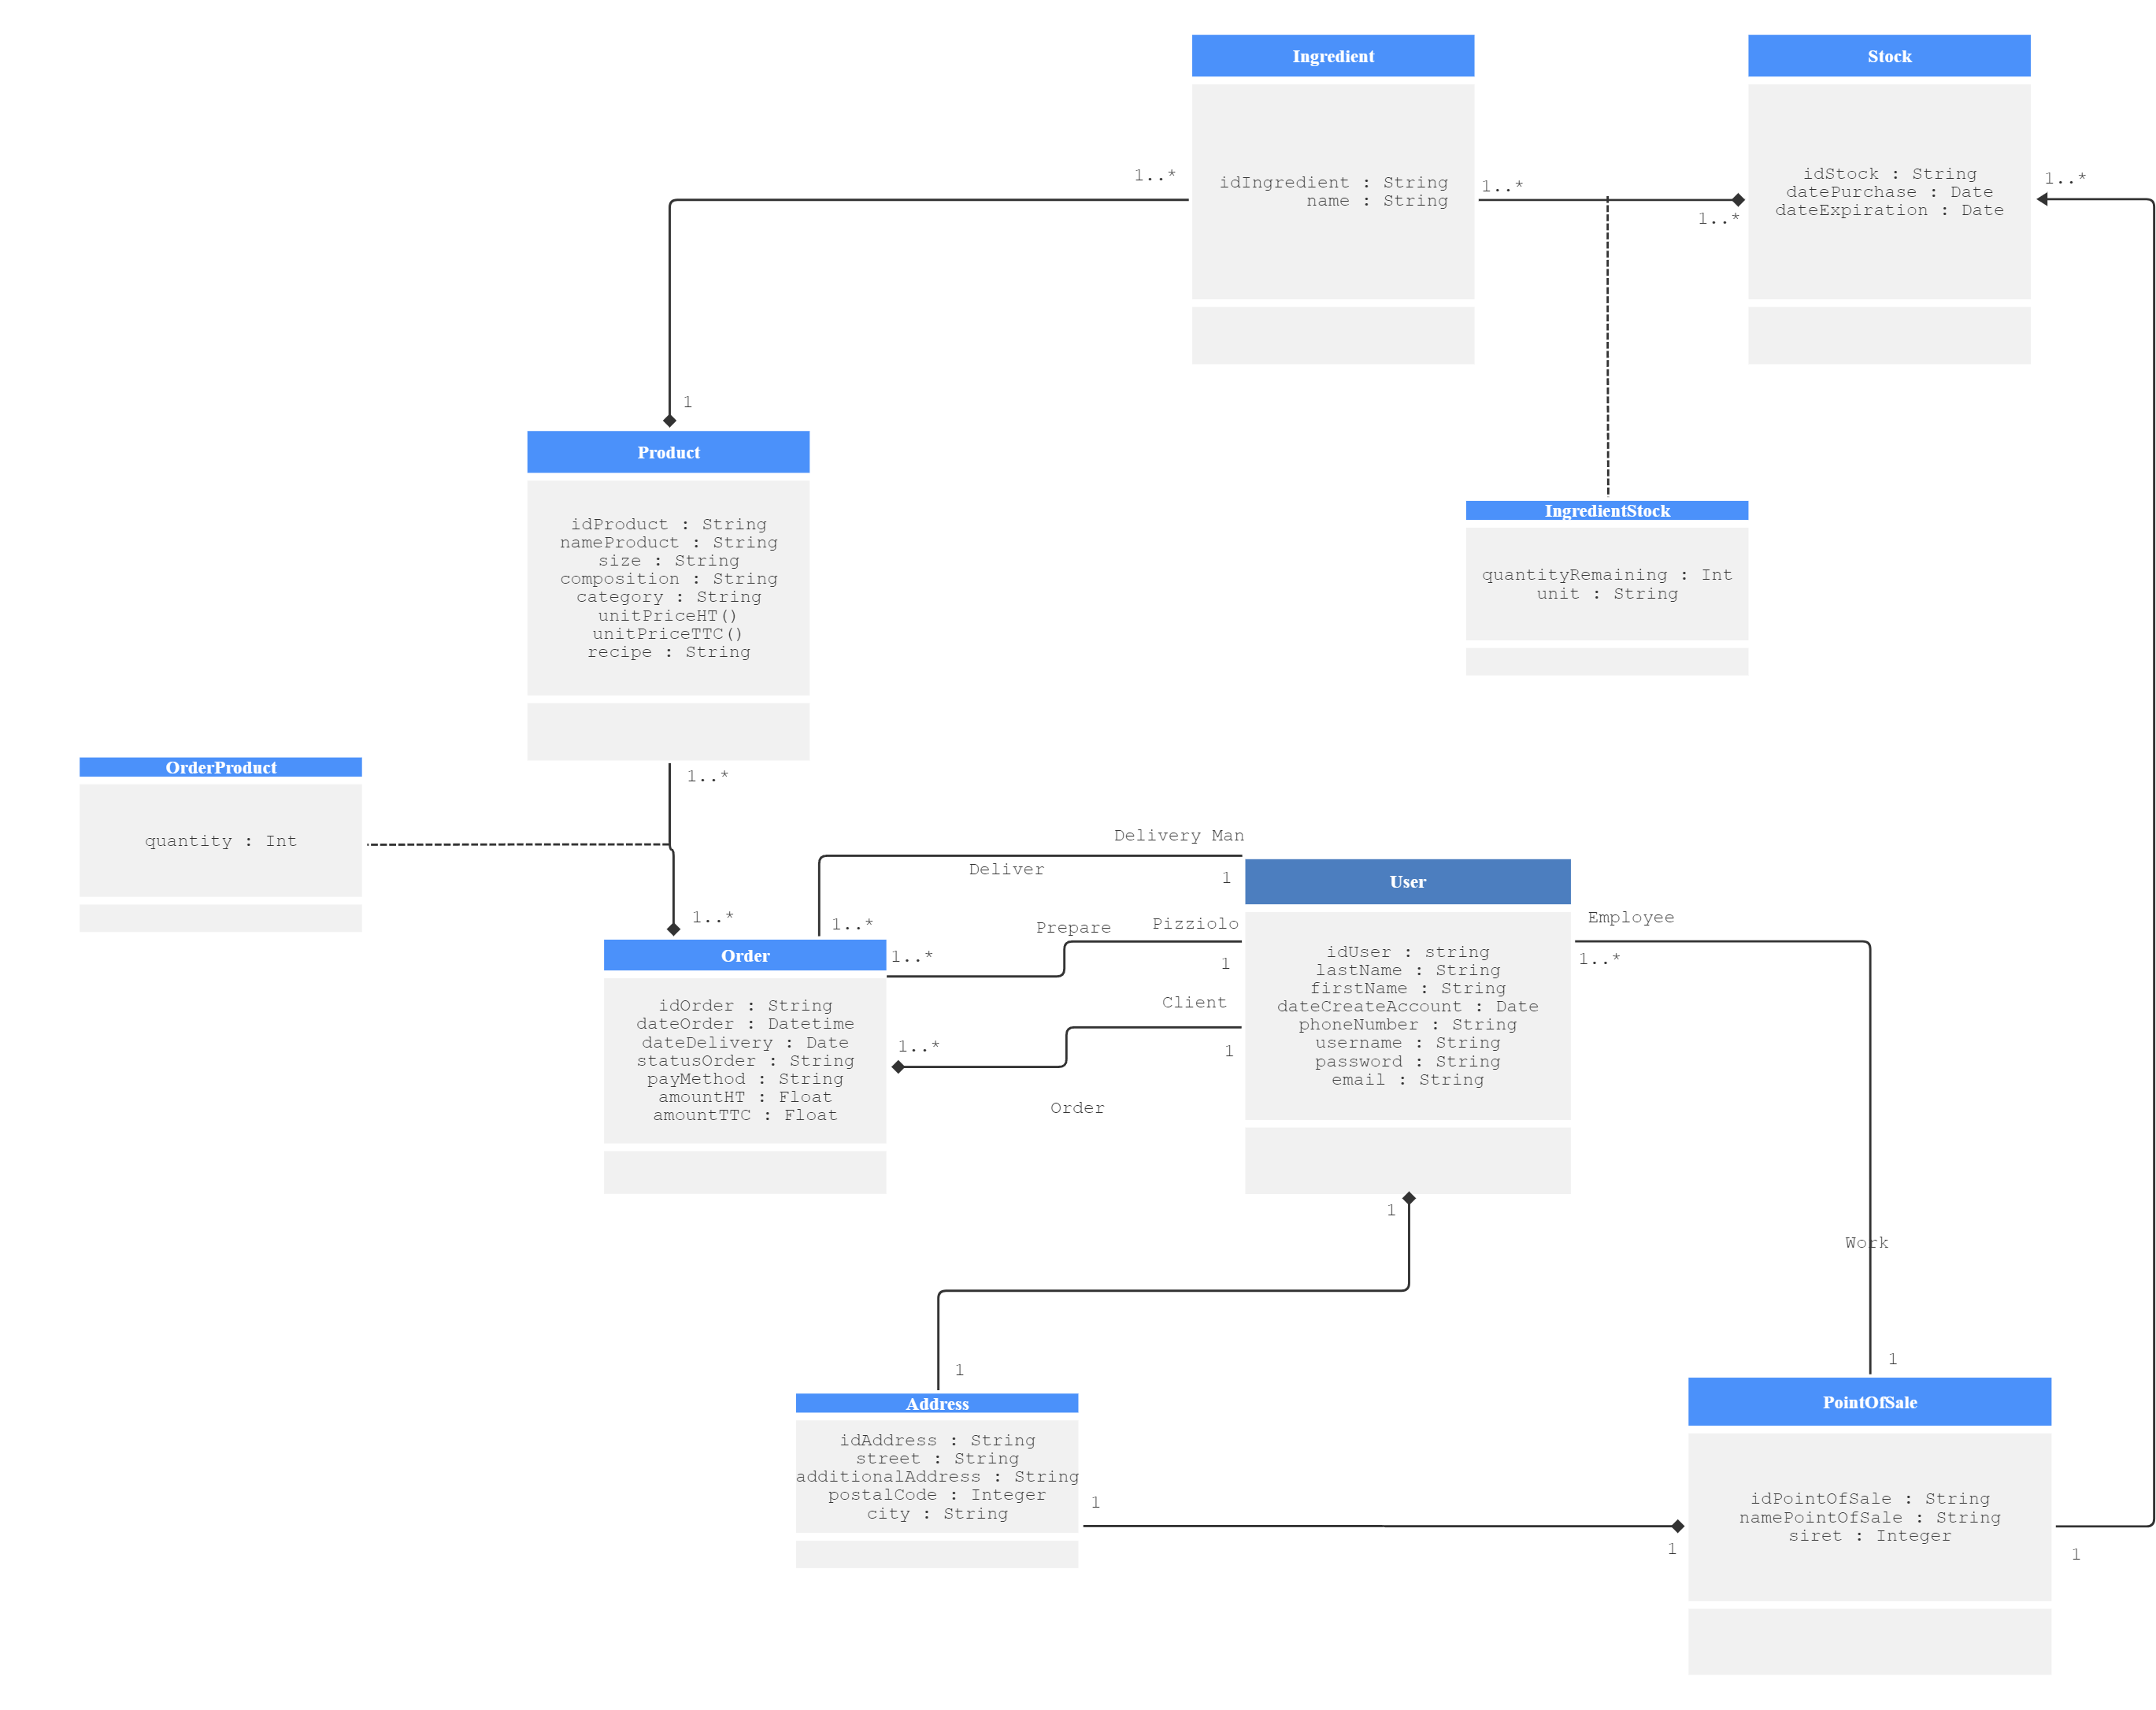 Ingredient
Stock
1..*
idIngredient : String
name : String
1..*
1..*
idStock : String
datePurchase : Date
dateExpiration : Date
1..*
1
Product
idProduct : String
nameProduct : String
size : String
composition : String
category : String
unitPriceHT()
unitPriceTTC()
recipe : String
IngredientStock
quantityRemaining : Int
unit : String
OrderProduct
quantity : Int
1..*
1..*
Delivery Man
Deliver
1
1..*
User
Employee
1..*
Prepare
Pizziolo
1..*
1
Order
idOrder : String
dateOrder : Datetime
dateDelivery : Date
statusOrder : String
payMethod : String
amountHT : Float
amountTTC : Float
idUser : string
lastName : String
firstName : String
dateCreateAccount : Date
phoneNumber : String
username : String
password : String
email : String
Client
1..*
1
Order
1
Work
1
1
Address
idAddress : String
street : String
additionalAddress : String
postalCode : Integer
city : String
1
1
PointOfSale
idPointOfSale : String
namePointOfSale : String
siret : Integer
1